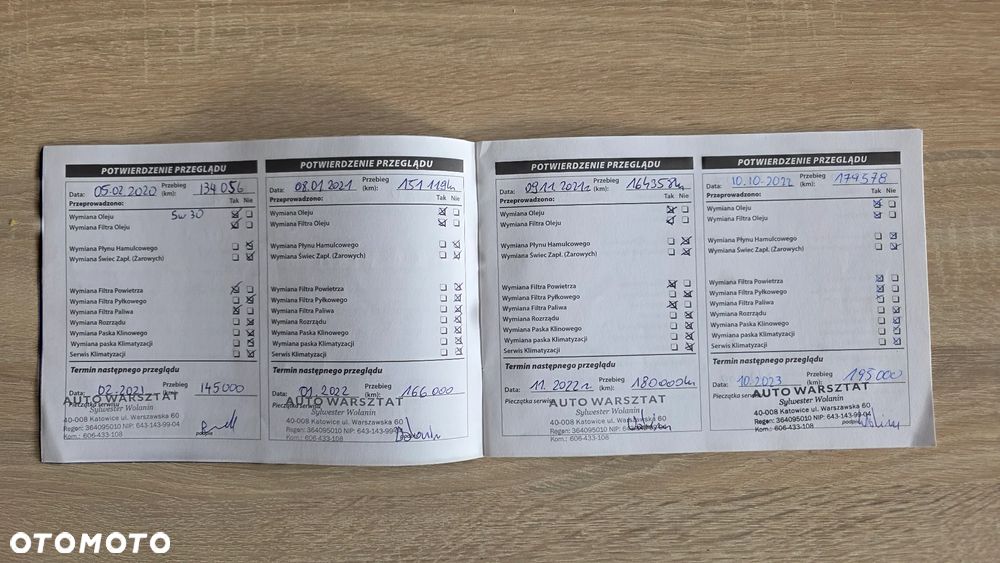 POTWIERDZENIE PRZEGLĄDU
Data: 05.02.2020 Przebieg (km): 134 056
Przeprowadzono: Tak Nie
Wymiana Oleju 5w30
Wymiana Filtra Oleju
Wymiana Płynu Hamulcowego
Wymiana Świec Zapł. (Żarowych)
Wymiana Filtra Powietrza
Wymiana Filtra Pyłkowego
Wymiana Filtra Paliwa
Wymiana Rozrządu
Wymiana Paska Klinowego
Wymiana paska Klimatyzacji
Serwis Klimatyzacji
Termin następnego przeglądu
Data: 02.2021 Przebieg (km): 145000
Pieczątka serwisu
AUTO WARSZTAT
Sylwester Wolanin
40-008 Katowice ul. Warszawska 60
Regon: 364095010 NIP: 643-143-99-04
Kom.: 606-433-108
podpis
POTWIERDZENIE PRZEGLĄDU
Data: 08.01.2021 Przebieg (km): 151 119km
Przeprowadzono: Tak Nie
Wymiana Oleju
Wymiana Filtra Oleju
Wymiana Płynu Hamulcowego
Wymiana Świec Zapł. (Żarowych)
Wymiana Filtra Powietrza
Wymiana Filtra Pyłkowego
Wymiana Filtra Paliwa
Wymiana Rozrządu
Wymiana Paska Klinowego
Wymiana paska Klimatyzacji
Serwis Klimatyzacji
Termin następnego przeglądu
Data: 01.2022 Przebieg (km): 166.000
Pieczątka serwisu
AUTO WARSZTAT
Sylwester Wolanin
40-008 Katowice ul. Warszawska 60
Regon: 364095010 NIP: 643-143-99
Kom.: 606-433-108
POTWIERDZENIE PRZEGLĄDU
Data: 09.11.2021r Przebieg (km): 164358km
Przeprowadzono: Tak Nie
Wymiana Oleju
Wymiana Filtra Oleju
Wymiana Płynu Hamulcowego
Wymiana Świec Zapł. (Żarowych)
Wymiana Filtra Powietrza
Wymiana Filtra Pyłkowego
Wymiana Filtra Paliwa
Wymiana Rozrządu
Wymiana Paska Klinowego
Wymiana paska Klimatyzacji
Serwis Klimatyzacji
Termin następnego przeglądu
Data: 11.2022r Przebieg (km): 180000km
Pieczątka serwisu
AUTO WARSZTAT
Sylwester Wolanin
40-008 Katowice ul. Warszawska 60
Regon: 364095010 NIP: 643-143-99-04
Kom.: 606-433-108
POTWIERDZENIE PRZEGLĄDU
Data: 10.10.2022 Przebieg (km): 179578
Przeprowadzono: Tak Nie
Wymiana Oleju
Wymiana Filtra Oleju
Wymiana Płynu Hamulcowego
Wymiana Świec Zapł. (Żarowych)
Wymiana Filtra Powietrza
Wymiana Filtra Pyłkowego
Wymiana Filtra Paliwa
Wymiana Rozrządu
Wymiana Paska Klinowego
Wymiana paska Klimatyzacji
Serwis Klimatyzacji
Termin następnego przeglądu
Data: 10.2023 Przebieg (km): 195000
Pieczątka serwisu
AUTO WARSZTAT
Sylwester Wolanin
40-008 Katowice ul. Warszawska 60
Regon: 364095010 NIP: 643-143-99-04
Kom.: 606-433-108
podpis
OTOMOTO